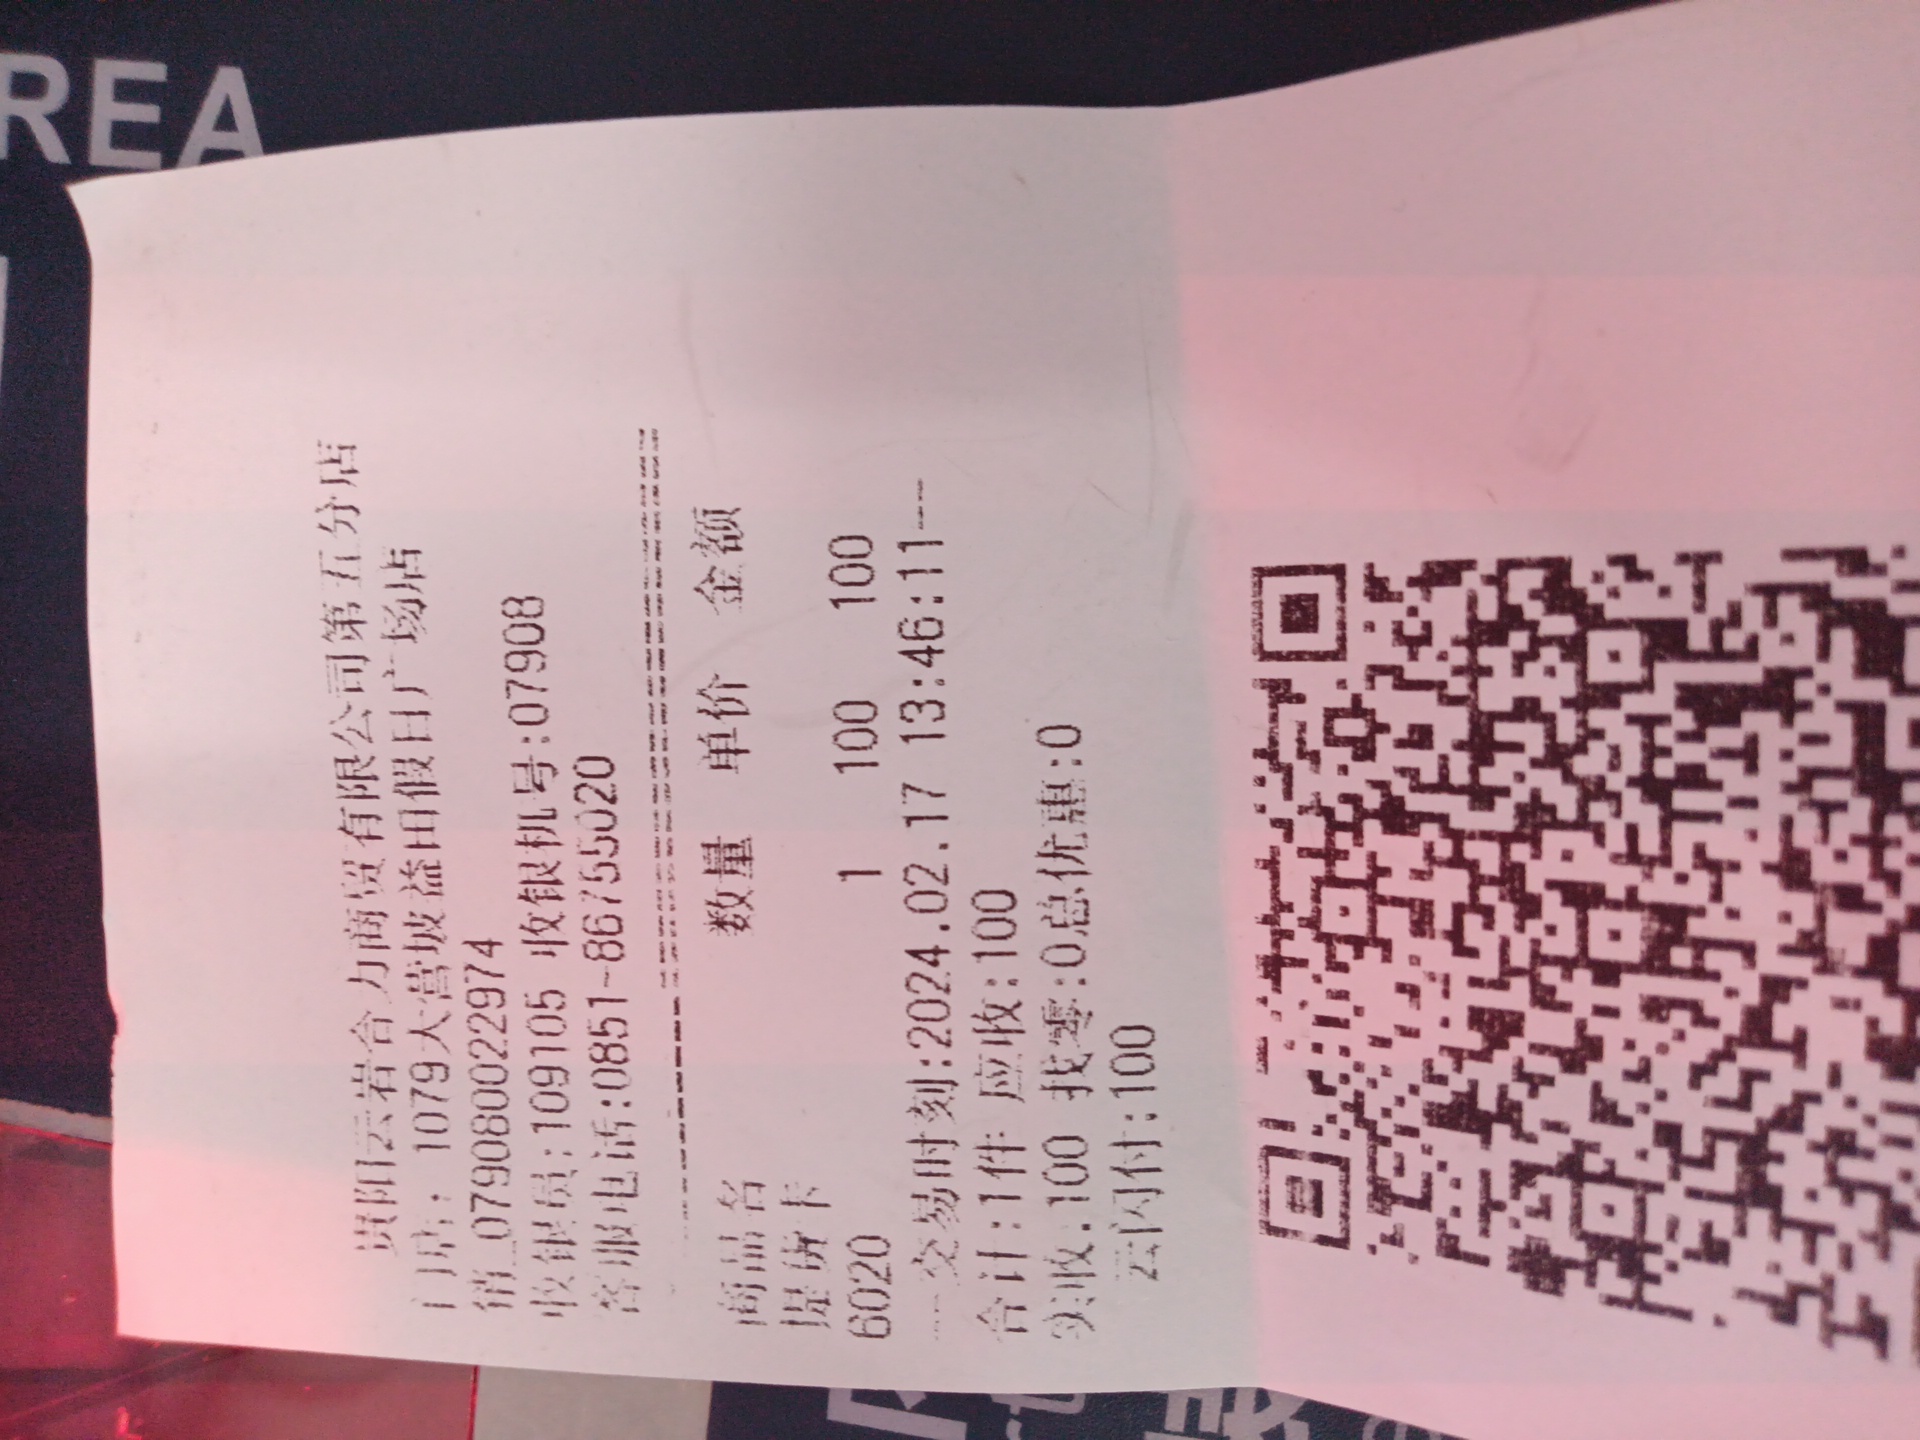 REA
贵阳云岩合力商贸有限公司第五分店
门店: 1079大营坡益田假日广场店
销_079080022974
收银员:109105 收银机号:07908
客服电话:0851-86755020
商品名 数量 单价 金额
提货卡
6020 1 100 100
---交易时刻:2024.02.17 13:46:11---
合计:1件 应收:100
实收:100 找零:0总优惠:0
云闪付:100